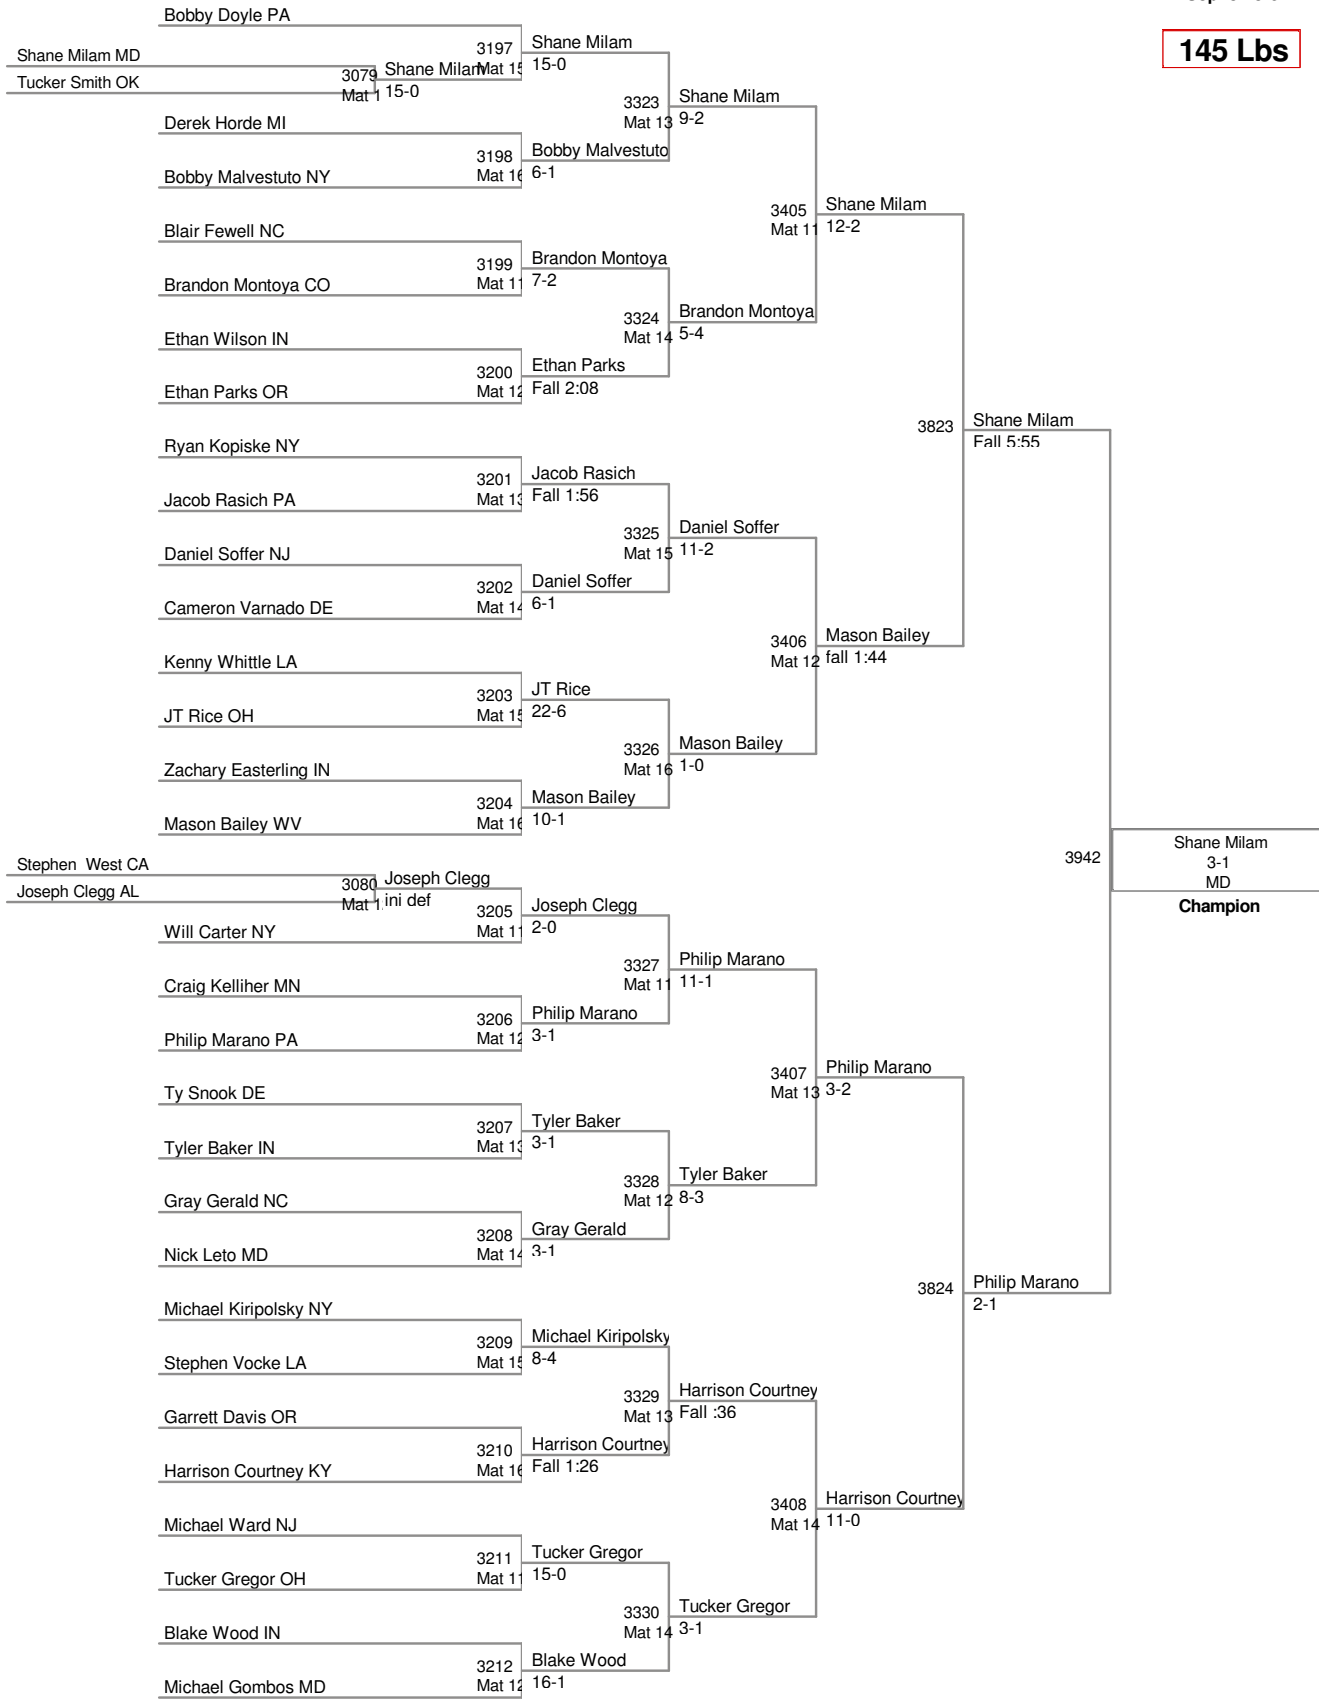 145 Lbs
Bobby Doyle PA
Shane Milam MD
Tucker Smith OK
3079
Mat 1
Shane Milam
15-0
3197
Mat 15
Shane Milam
15-0
Derek Horde MI
Bobby Malvestuto NY
3198
Mat 16
Bobby Malvestuto
6-1
3323
Mat 13
Shane Milam
9-2
Blair Fewell NC
Brandon Montoya CO
3199
Mat 11
Brandon Montoya
7-2
Ethan Wilson IN
Ethan Parks OR
3200
Mat 12
Ethan Parks
Fall 2:08
3324
Mat 14
Brandon Montoya
5-4
3405
Mat 11
Shane Milam
12-2
Ryan Kopiske NY
Jacob Rasich PA
3201
Mat 13
Jacob Rasich
Fall 1:56
Daniel Soffer NJ
Cameron Varnado DE
3202
Mat 14
Daniel Soffer
6-1
3325
Mat 15
Daniel Soffer
11-2
Kenny Whittle LA
JT Rice OH
3203
Mat 15
JT Rice
22-6
Zachary Easterling IN
Mason Bailey WV
3204
Mat 16
Mason Bailey
10-1
3326
Mat 16
Mason Bailey
1-0
3406
Mat 12
Mason Bailey
fall 1:44
3823
Shane Milam
Fall 5:55
Stephen West CA
Joseph Clegg AL
3080
Mat 1
Joseph Clegg
ini def
Will Carter NY
3205
Mat 11
Joseph Clegg
2-0
Craig Kelliher MN
Philip Marano PA
3206
Mat 12
Philip Marano
3-1
3327
Mat 11
Philip Marano
11-1
Ty Snook DE
Tyler Baker IN
3207
Mat 13
Tyler Baker
3-1
Gray Gerald NC
Nick Leto MD
3208
Mat 14
Gray Gerald
3-1
3328
Mat 12
Tyler Baker
8-3
3407
Mat 13
Philip Marano
3-2
Michael Kiripolsky NY
Stephen Vocke LA
3209
Mat 15
Michael Kiripolsky
8-4
Garrett Davis OR
Harrison Courtney KY
3210
Mat 16
Harrison Courtney
Fall 1:26
3329
Mat 13
Harrison Courtney
Fall :36
Michael Ward NJ
Tucker Gregor OH
3211
Mat 11
Tucker Gregor
15-0
Blake Wood IN
Michael Gombos MD
3212
Mat 12
Blake Wood
16-1
3330
Mat 14
Tucker Gregor
3-1
3408
Mat 14
Harrison Courtney
11-0
3824
Philip Marano
2-1
3942
Shane Milam
3-1
MD
Champion